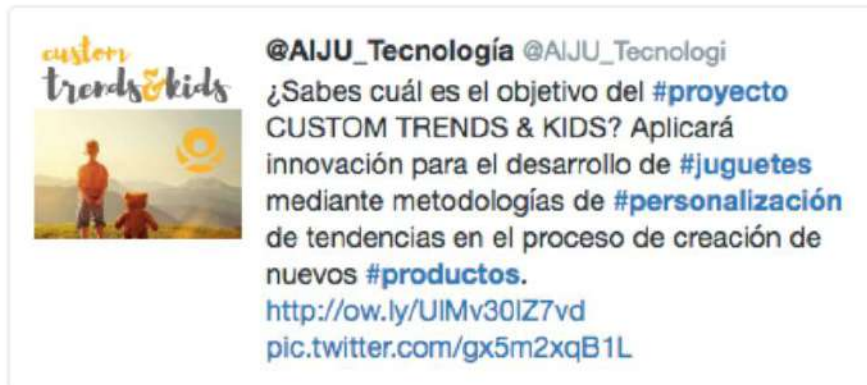 custom
trends&kids
@AIJU_Tecnología @AIJU_Tecnologi
¿Sabes cuál es el objetivo del #proyecto
CUSTOM TRENDS & KIDS? Aplicará
innovación para el desarrollo de #juguetes
mediante metodologías de #personalización
de tendencias en el proceso de creación de
nuevos #productos.
http://ow.ly/UlMv30lZ7vd
pic.twitter.com/gx5m2xqB1L